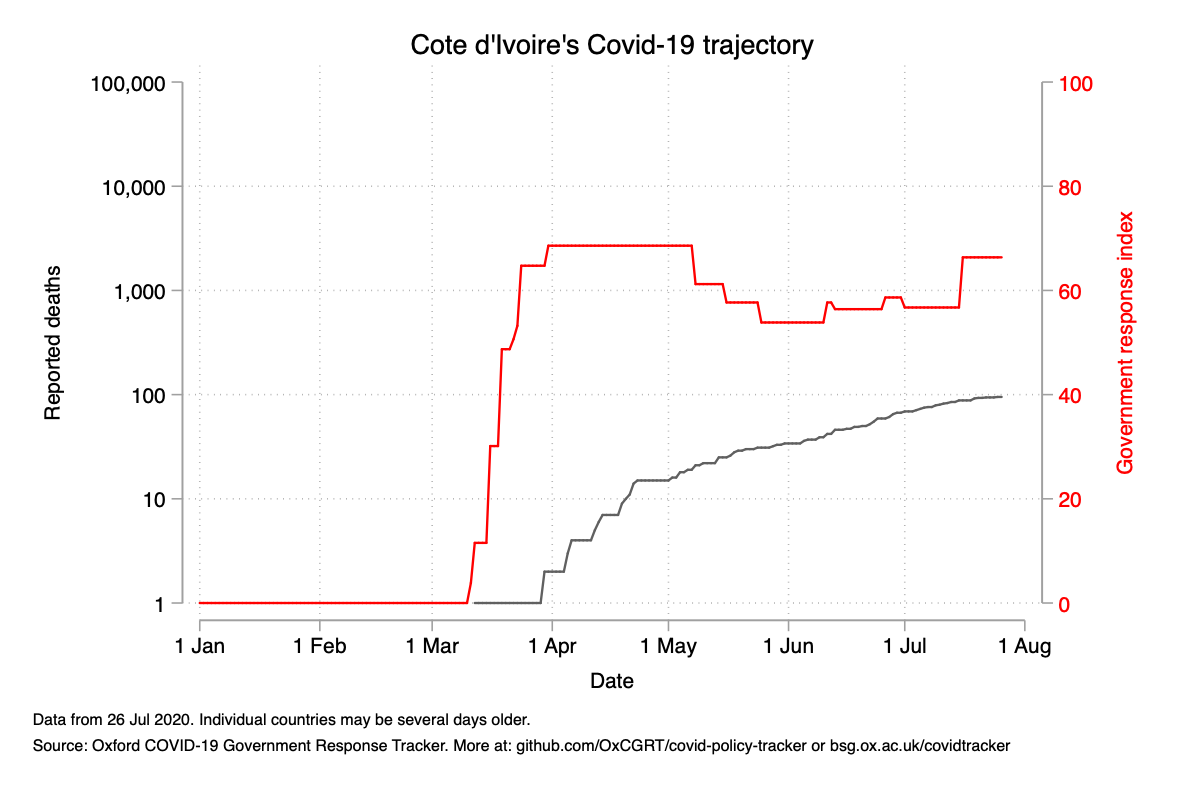 Cote d'Ivoire's Covid-19 trajectory
100,000
10,000
1,000
100
10
1
Reported deaths
100
80
60
40
20
0
Government response index
1 Jan 1 Feb 1 Mar 1 Apr 1 May 1 Jun 1 Jul 1 Aug
Date
Data from 26 Jul 2020. Individual countries may be several days older.
Source: Oxford COVID-19 Government Response Tracker. More at: github.com/OxCGRT/covid-policy-tracker or bsg.ox.ac.uk/covidtracker